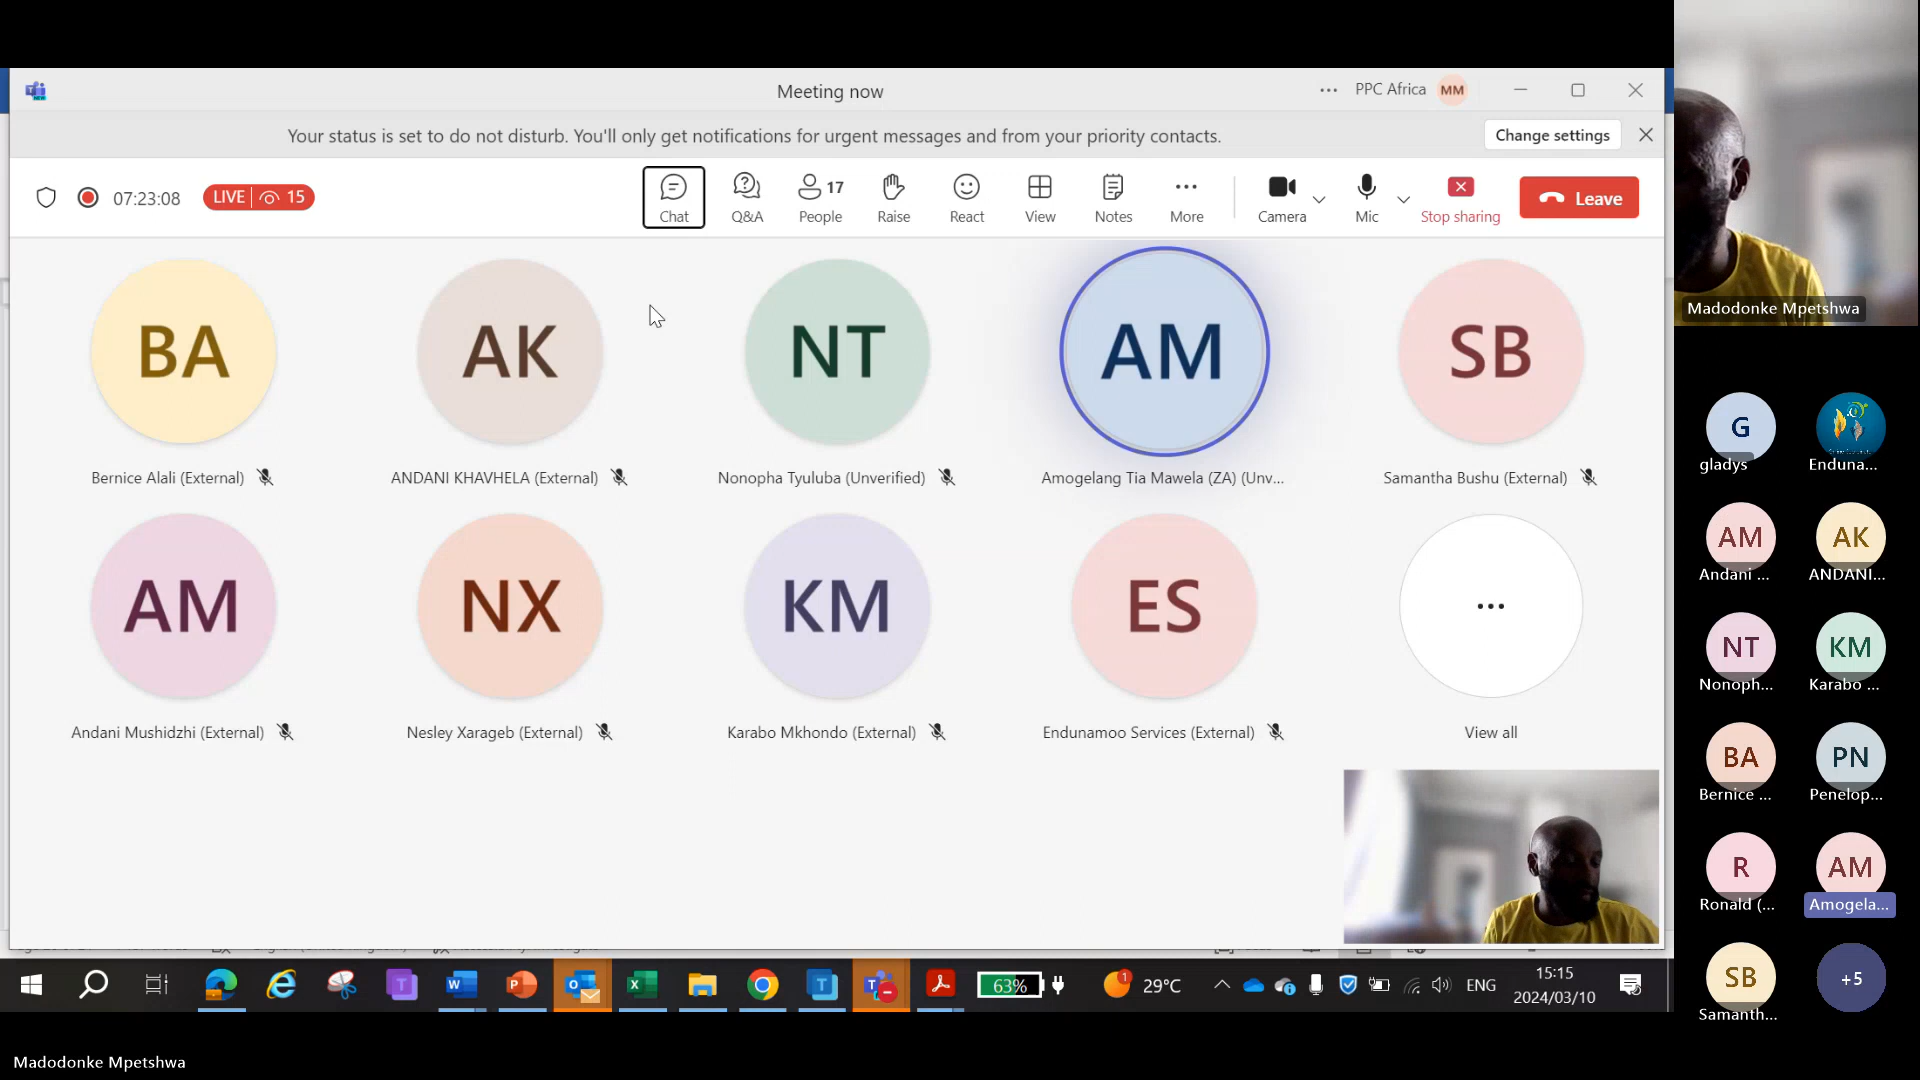 Meeting now
PPC Africa
MM
Your status is set to do not disturb. You'll only get notifications for urgent messages and from your priority contacts.
Change settings
07:23:08
LIVE
15
Chat
Q&A
17
People
Raise
React
View
Notes
More
Camera
Mic
Stop sharing
Leave
BA
AK
NT
AM
SB
Bernice Alali (External)
ANDANI KHAVHELA (External)
Nonopha Tyuluba (Unverified)
Amogelang Tia Mawela (ZA) (Unv...
Samantha Bushu (External)
AM
NX
KM
ES
Andani Mushidzhi (External)
Nesley Xarageb (External)
Karabo Mkhondo (External)
Endunamoo Services (External)
View all
63%
1
29°C
ENG
15:15
2024/03/10
Madodonke Mpetshwa
Madodonke Mpetshwa
G
gladys
Enduna...
AM
AK
Andani ...
ANDANI...
NT
KM
Nonoph...
Karabo ...
BA
PN
Bernice ...
Penelop...
R
AM
Ronald (...
Amogela...
SB
+5
Samanth...